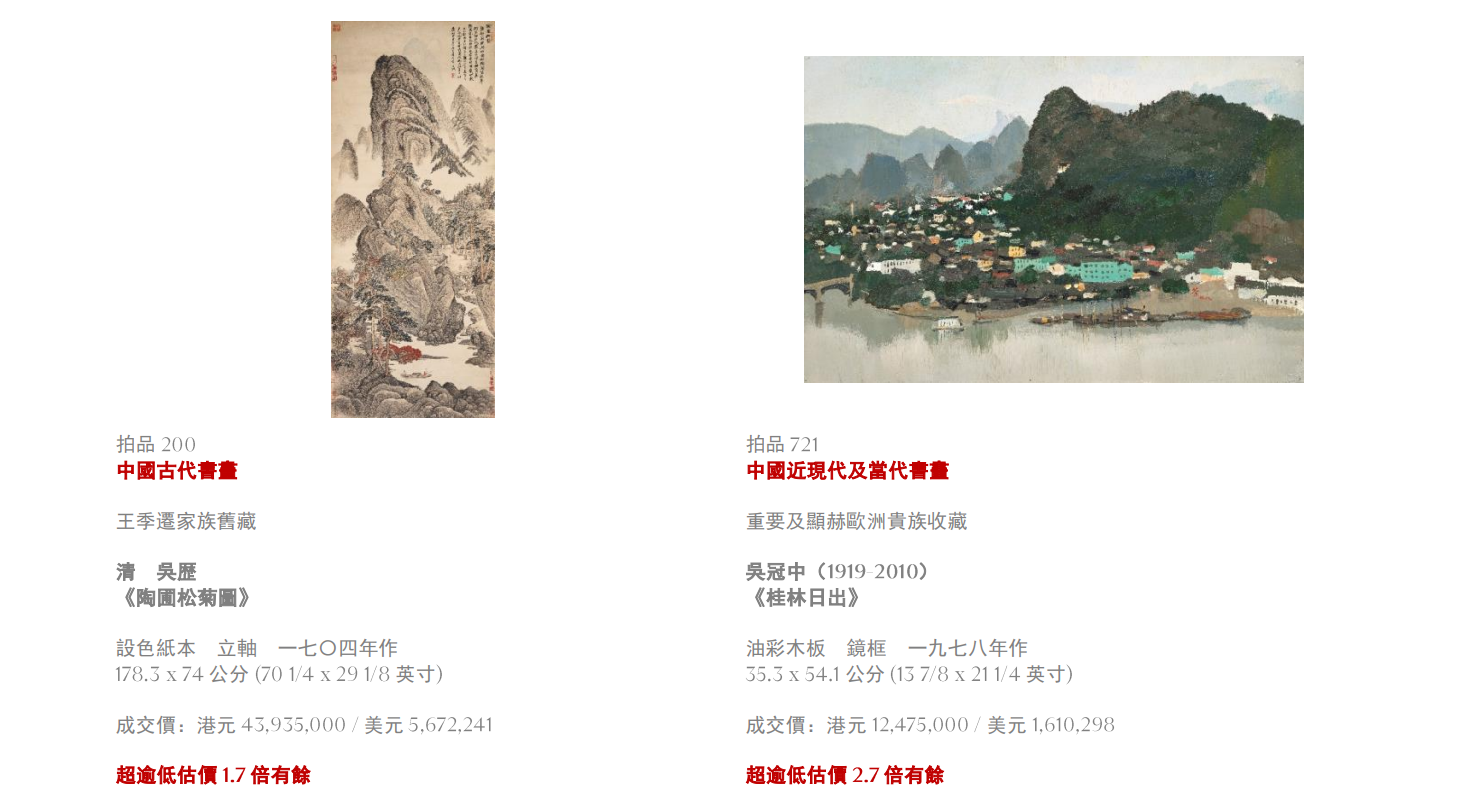 拍品 200
中國古代書畫
王季遷家族舊藏
清　吳歷
《陶圃松菊圖》
設色紙本　立軸　一七〇四年作
178.3 x 74 公分 (70 1/4 x 29 1/8 英寸)
成交價：港元 43,935,000 / 美元 5,672,241
超逾低估價 1.7 倍有餘
拍品 721
中國近現代及當代書畫
重要及顯赫歐洲貴族收藏
吳冠中（1919-2010）
《桂林日出》
油彩木板　鏡框　一九七八年作
35.3 x 54.1 公分 (13 7/8 x 21 1/4 英寸)
成交價：港元 12,475,000 / 美元 1,610,298
超逾低估價 2.7 倍有餘